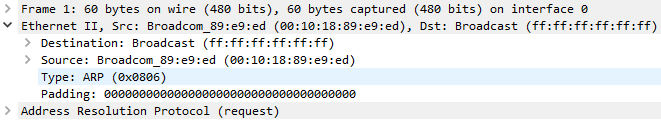 Frame 1: 60 bytes on wire (480 bits), 60 bytes captured (480 bits) on interface 0
Ethernet II, Src: Broadcom_89:e9:ed (00:10:18:89:e9:ed), Dst: Broadcast (ff:ff:ff:ff:ff:ff)
Destination: Broadcast (ff:ff:ff:ff:ff:ff)
Source: Broadcom_89:e9:ed (00:10:18:89:e9:ed)
Type: ARP (0x0806)
Padding: 000000000000000000000000000000000000
Address Resolution Protocol (request)